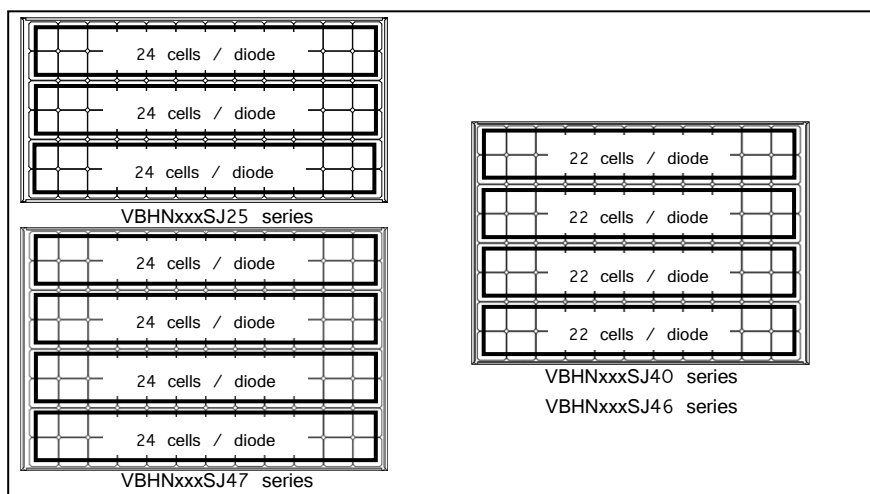 24 cells / diode
24 cells / diode
24 cells / diode
VBHNxxxSJ25 series
24 cells / diode
24 cells / diode
24 cells / diode
24 cells / diode
VBHNxxxSJ47 series
22 cells / diode
22 cells / diode
22 cells / diode
22 cells / diode
VBHNxxxSJ40 series
VBHNxxxSJ46 series